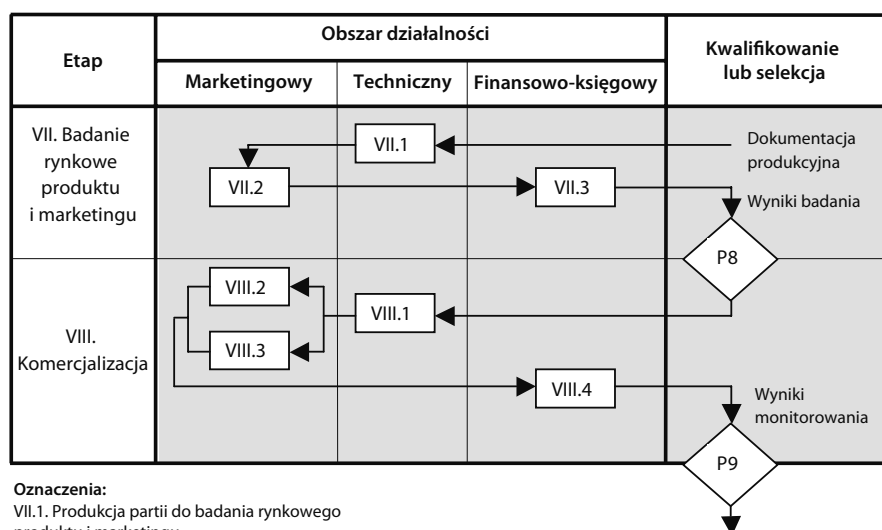 Etap
Obszar działalności
Kwalifikowanie
lub selekcja
Marketingowy
Techniczny
Finansowo-księgowy
VII. Badanie
rynkowe
produktu
i marketingu
VII.1
Dokumentacja
produkcyjna
VII.2
VII.3
Wyniki badania
P8
VIII.
Komercjalizacja
VIII.2
VIII.1
VIII.3
VIII.4
Wyniki
monitorowania
P9
Oznaczenia:
VII.1. Produkcja partii do badania rynkowego
produktu i marketingu